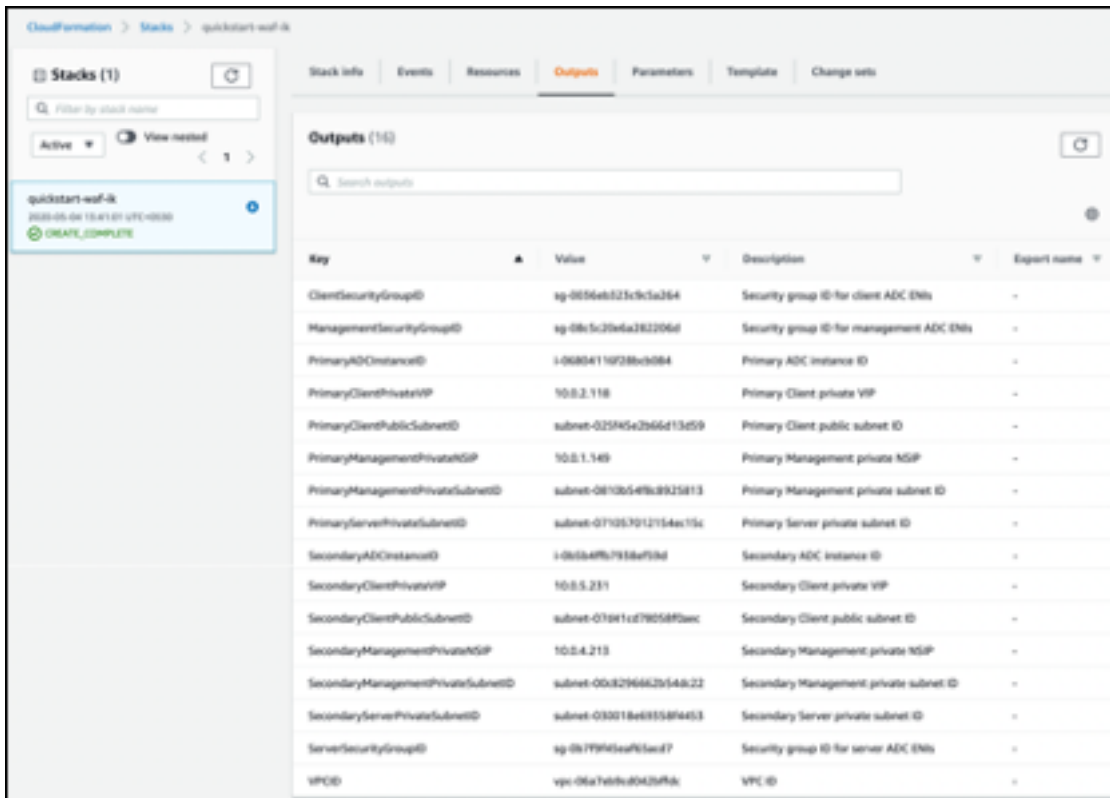 CloudFormation > Stacks > quickstart-waf-ik
Stacks (1)
Filter by stack name
Active
View nested
< 1 >
quickstart-waf-ik
2020-05-04 UTC+0530
CREATE_COMPLETE
Stack info Events Resources Outputs Parameters Template Change sets
Outputs (16)
Search outputs
Key Value Description Export name
ClientSecurityGroupID Security group ID for client ADC ENIs -
ManagementSecurityGroupID Security group ID for management ADC ENIs -
PrimaryADCInstanceID Primary ADC instance ID -
PrimaryClientPrivateVIP 10.0.2.118 Primary Client private VIP -
PrimaryClientPublicSubnetID Primary Client public subnet ID -
PrimaryManagementPrivateNSIP 10.0.1.149 Primary Management private NSIP -
PrimaryManagementPrivateSubnetID Primary Management private subnet ID -
PrimaryServerPrivateSubnetID Primary Server private subnet ID -
SecondaryADCInstanceID Secondary ADC instance ID -
SecondaryClientPrivateVIP 10.0.5.231 Secondary Client private VIP -
SecondaryClientPublicSubnetID Secondary Client public subnet ID -
SecondaryManagementPrivateNSIP 10.0.4.213 Secondary Management private NSIP -
SecondaryManagementPrivateSubnetID Secondary Management private subnet ID -
SecondaryServerPrivateSubnetID Secondary Server private subnet ID -
ServerSecurityGroupID Security group ID for server ADC ENIs -
VPCID VPC ID -